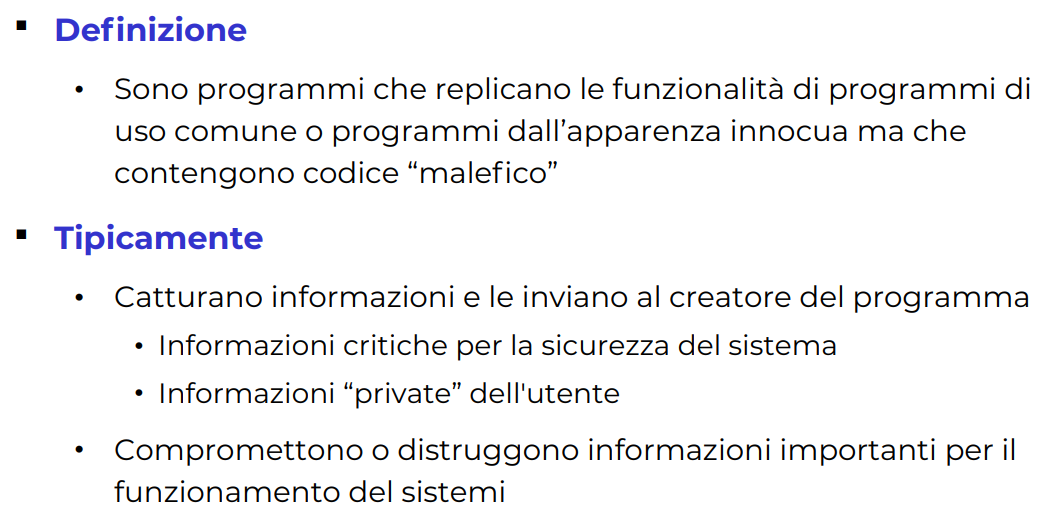 ▪ Definizione
• Sono programmi che replicano le funzionalità di programmi di
uso comune o programmi dall’apparenza innocua ma che
contengono codice “malefico”
▪ Tipicamente
• Catturano informazioni e le inviano al creatore del programma
• Informazioni critiche per la sicurezza del sistema
• Informazioni “private” dell'utente
• Compromettono o distruggono informazioni importanti per il
funzionamento del sistemi